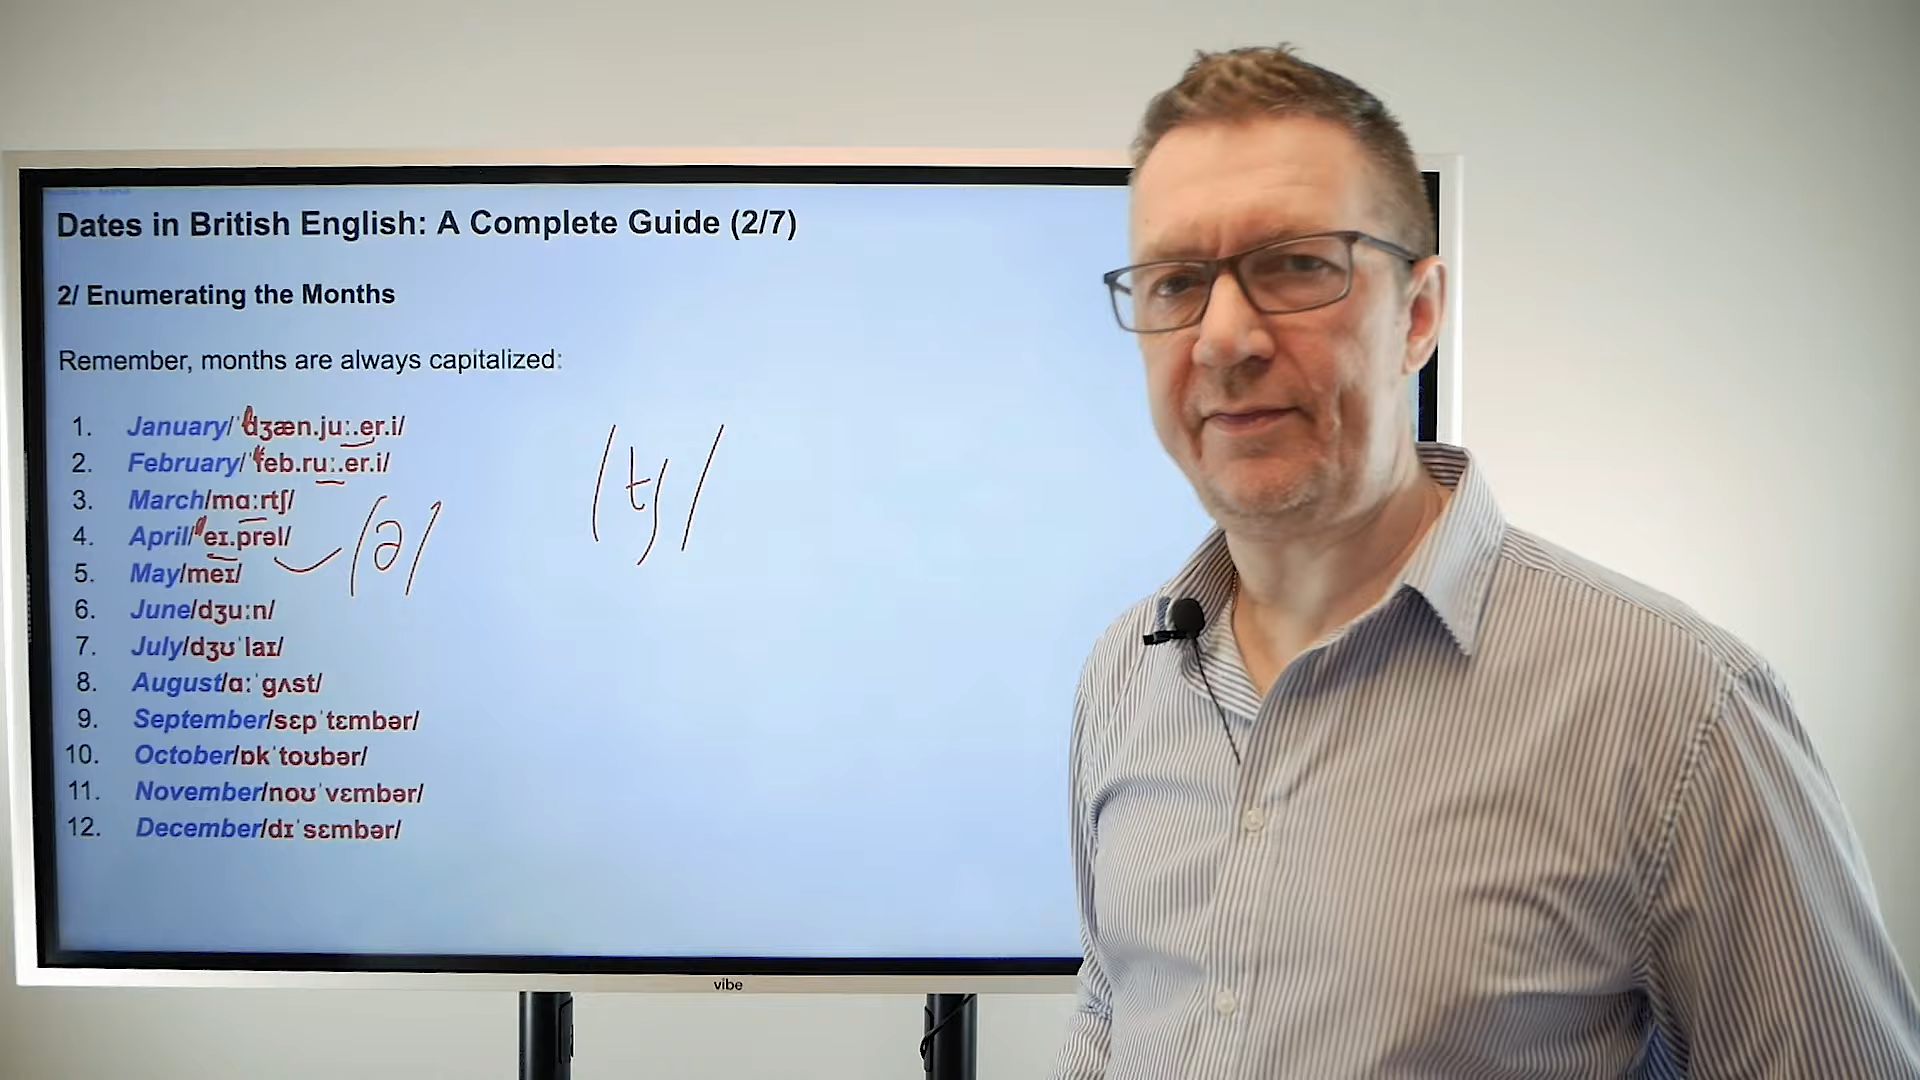 Dates in British English: A Complete Guide (2/7)
2/ Enumerating the Months
Remember, months are always capitalized:
1. January/ˈdʒæn.juː.er.i/
2. February/ˈfeb.ruː.er.i/
3. March/mɑːrtʃ/
4. April/ˈeɪ.prəl/
/ə/
/tʃ/
5. May/meɪ/
6. June/dʒuːn/
7. July/dʒʊˈlaɪ/
8. August/ɑːˈɡʌst/
9. September/sɛpˈtɛmbər/
10. October/ɒkˈtoʊbər/
11. November/noʊˈvɛmbər/
12. December/dɪˈsɛmbər/
vibe